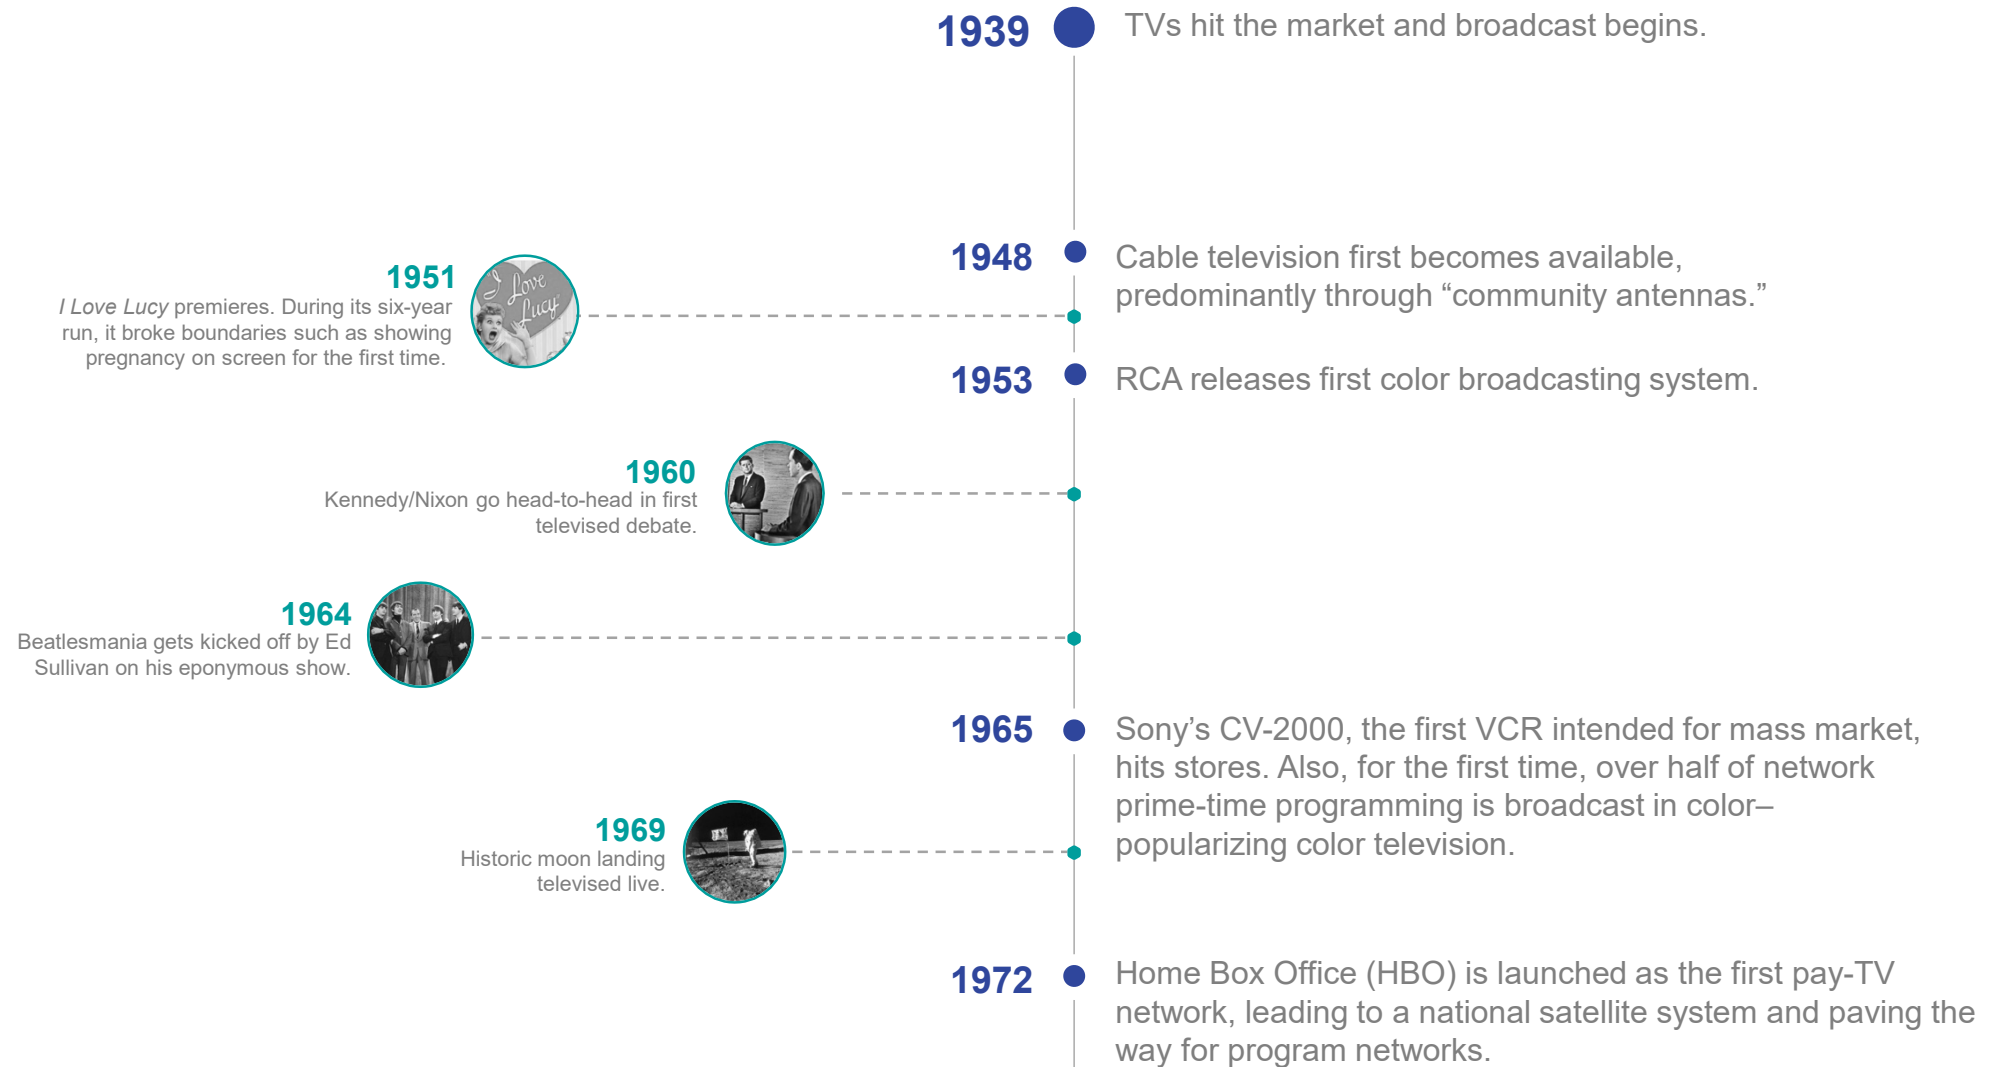 1939
TVs hit the market and broadcast begins.
1948
Cable television first becomes available,
predominantly through “community antennas.”
1951
I Love Lucy premieres. During its six-year
run, it broke boundaries such as showing
pregnancy on screen for the first time.
I Love
Lucy
1953
RCA releases first color broadcasting system.
1960
Kennedy/Nixon go head-to-head in first
televised debate.
1964
Beatlesmania gets kicked off by Ed
Sullivan on his eponymous show.
1965
Sony’s CV-2000, the first VCR intended for mass market,
hits stores. Also, for the first time, over half of network
prime-time programming is broadcast in color–
popularizing color television.
1969
Historic moon landing
televised live.
1972
Home Box Office (HBO) is launched as the first pay-TV
network, leading to a national satellite system and paving the
way for program networks.